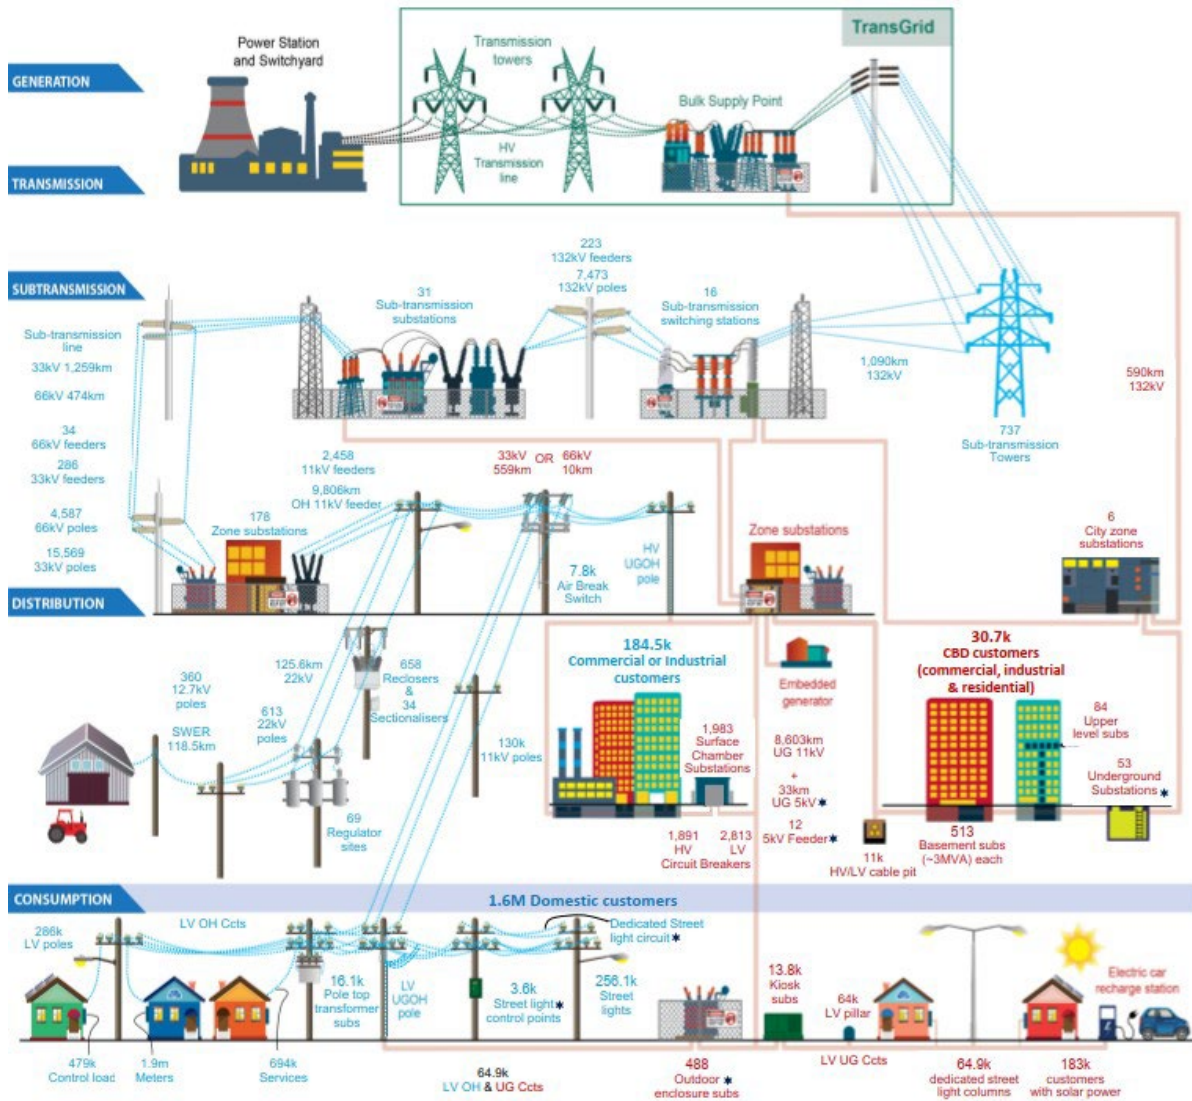 TransGrid
Power Station
and Switchyard
Transmission
towers
GENERATION
Bulk Supply Point
HV
Transmission
line
TRANSMISSION
223
132kV feeders
7,473
132kV poles
SUBTRANSMISSION
31
Sub-transmission
substations
16
Sub-transmission
switching stations
Sub-transmission
line
33kV 1,259km
66kV 474km
34
66kV feeders
286
33kV feeders
4,587
66kV poles
15,569
33kV poles
1,090km
132kV
590km
132kV
737
Sub-transmission
Towers
2,458
11kV feeders
9,806km
OH 11kV feeder
33kV
559km
OR
66kV
10km
178
Zone substations
7.8k
Air Break
Switch
HV
UGOH
pole
Zone substations
6
City zone
substations
DISTRIBUTION
360
12.7kV
poles
SWER
118.5km
125.6km
22kV
613
22kV
poles
658
Reclosers
&
34
Sectionalisers
69
Regulator
sites
130k
11kV poles
184.5k
Commercial or Industrial
customers
1,983
Surface
Chamber
Substations
1,891
HV
2,813
LV
Circuit Breakers
Embedded
generator
8,603km
UG 11kV
+
33km
UG 5kV ★
12
5kV Feeder ★
30.7k
CBD customers
(commercial, industrial
& residential)
84
Upper
level subs
53
Underground
Substations ★
11k
HV/LV cable pit
513
Basement subs
(~3MVA) each
CONSUMPTION
1.6M Domestic customers
286k
LV poles
LV OH Ccts
Dedicated Street
light circuit ★
16.1k
Pole top
transformer
subs
LV
UGOH
pole
3.6k
Street light ★
control points
256.1k
Street
lights
13.8k
Kiosk
subs
64k
LV pillar
Electric car
recharge station
479k
Control load
1.9m
Meters
694k
Services
64.9k
LV OH & UG Ccts
488
Outdoor ★
enclosure subs
LV UG Ccts
64.9k
dedicated street
light columns
183k
customers
with solar power